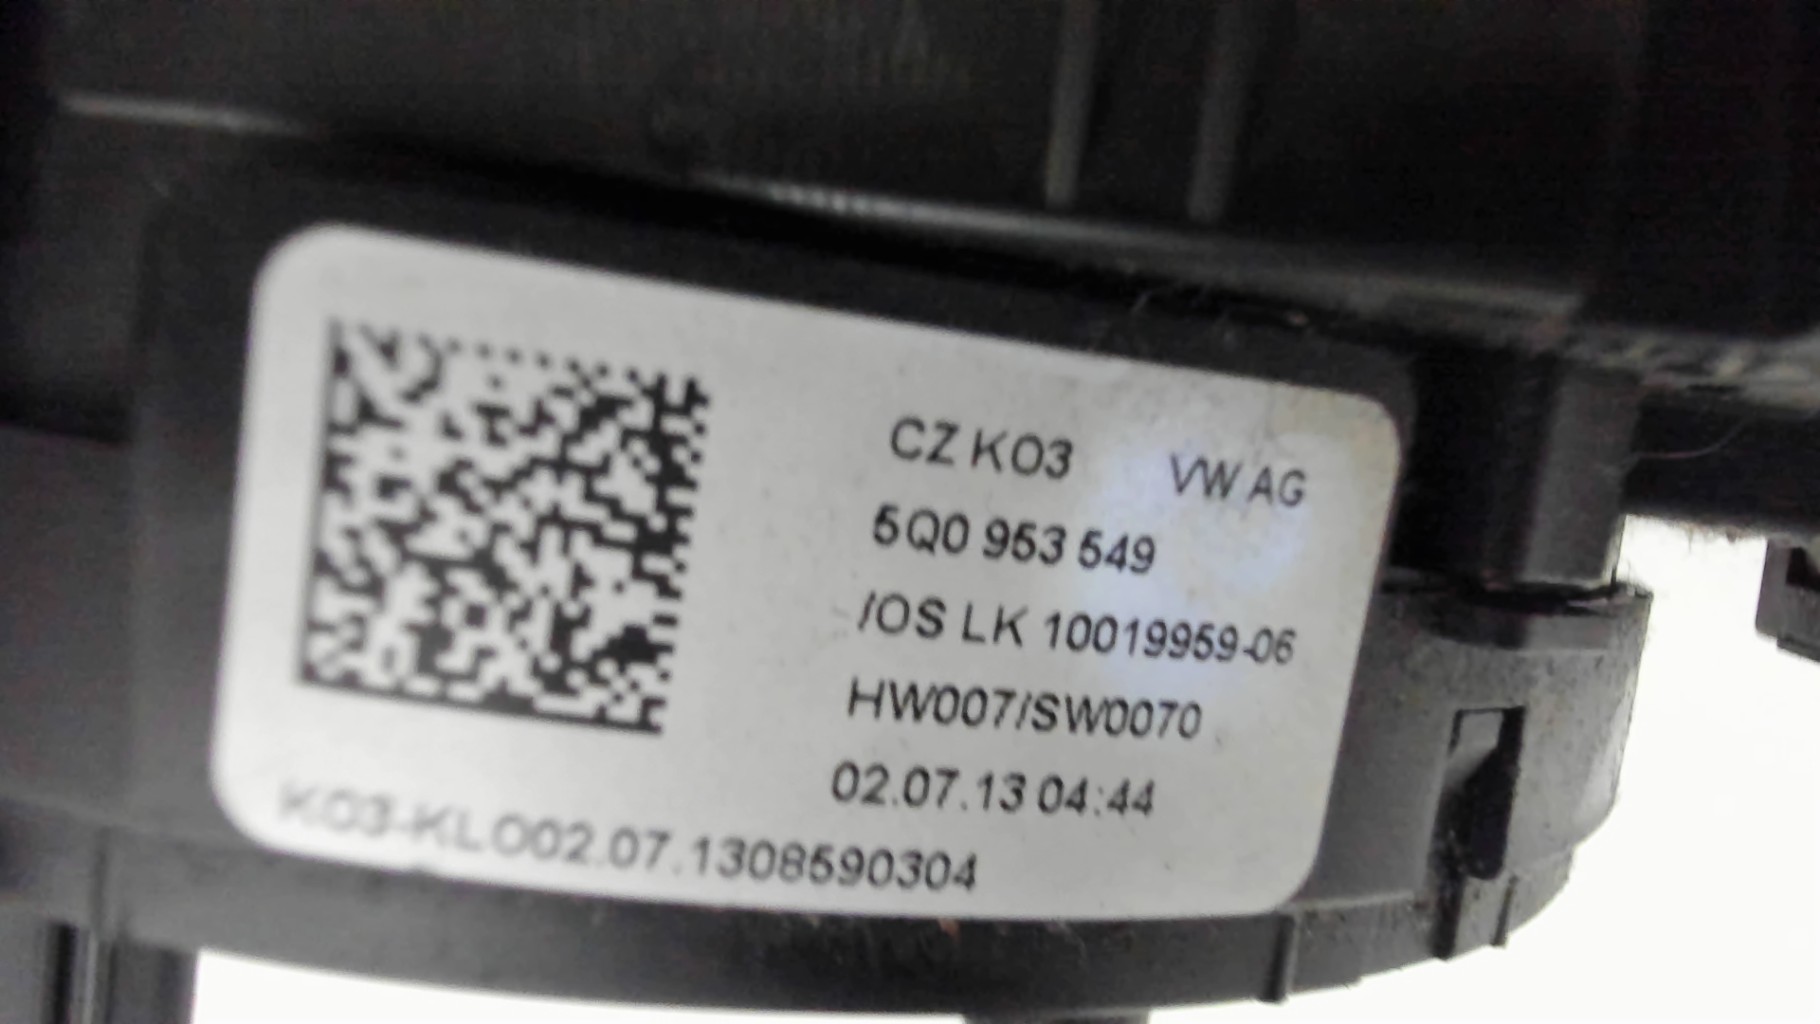 CZ KO3 VW AG
5Q0 953 549
/OS LK 10019959-06
HW007/SW0070
02.07.13 04:44
KO3-KLO02.07.1308590304